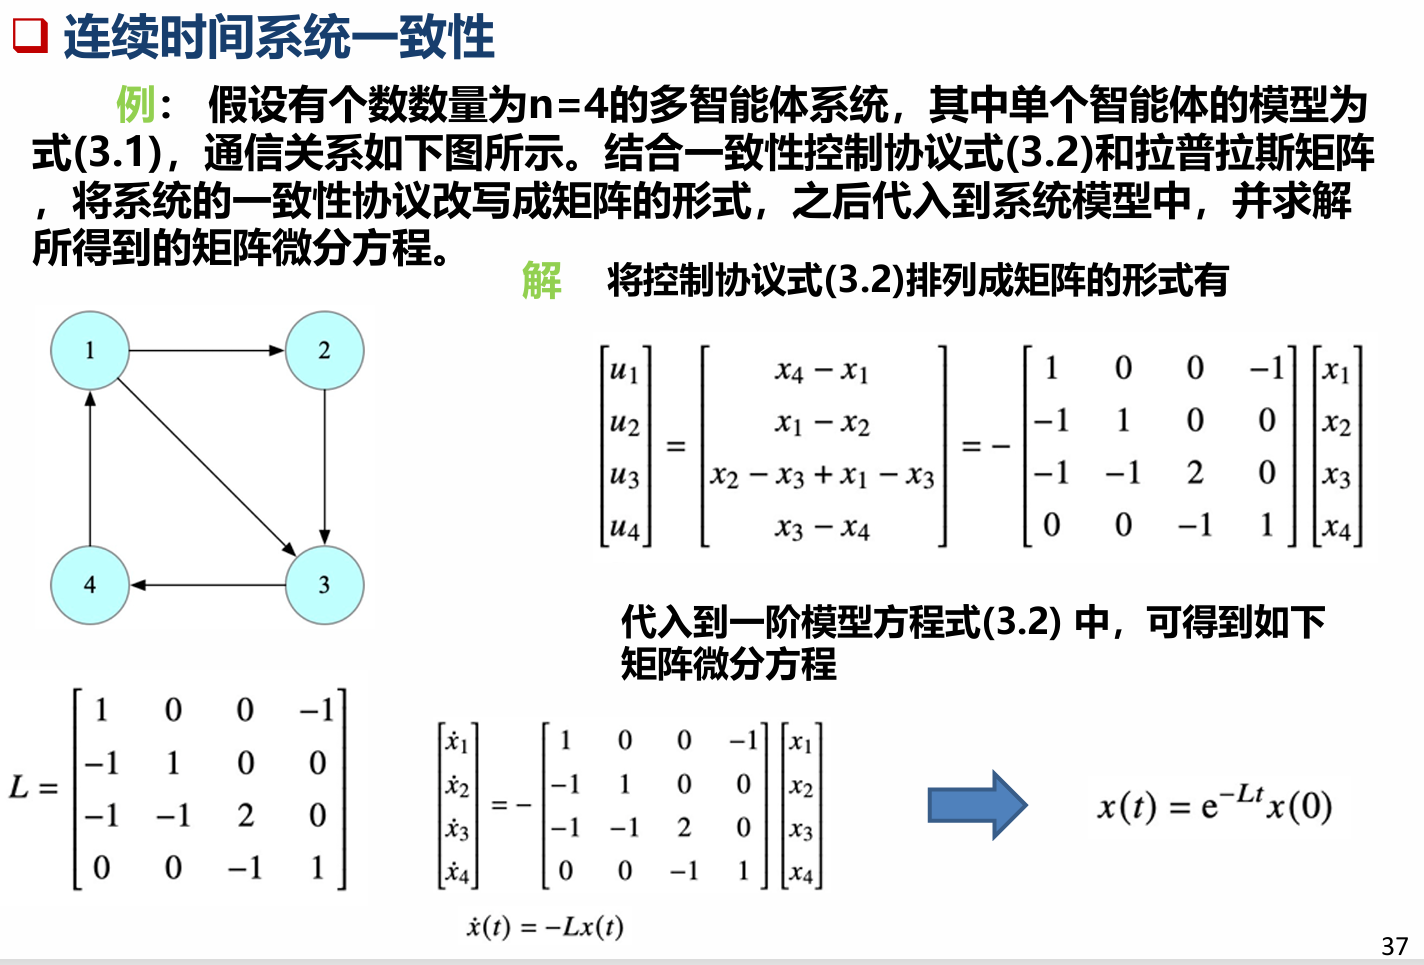 连续时间系统一致性
例： 假设有个数数量为n=4的多智能体系统，其中单个智能体的模型为
式(3.1)，通信关系如下图所示。结合一致性控制协议式(3.2)和拉普拉斯矩阵
，将系统的一致性协议改写成矩阵的形式，之后代入到系统模型中，并求解
所得到的矩阵微分方程。
解 将控制协议式(3.2)排列成矩阵的形式有
1 2
4 3
[u1 u2 u3 u4] = [x4 − x1 x1 − x2 x2 − x3 + x1 − x3 x3 − x4] = − [1 0 0 −1 −1 1 0 0 −1 −1 2 0 0 0 −1 1] [x1 x2 x3 x4]
代入到一阶模型方程式(3.2) 中，可得到如下
矩阵微分方程
L = [1 0 0 −1 −1 1 0 0 −1 −1 2 0 0 0 −1 1]
[ẋ1 ẋ2 ẋ3 ẋ4] = − [1 0 0 −1 −1 1 0 0 −1 −1 2 0 0 0 −1 1] [x1 x2 x3 x4]
x(t) = e^{−Lt}x(0)
ẋ(t) = −Lx(t)
37